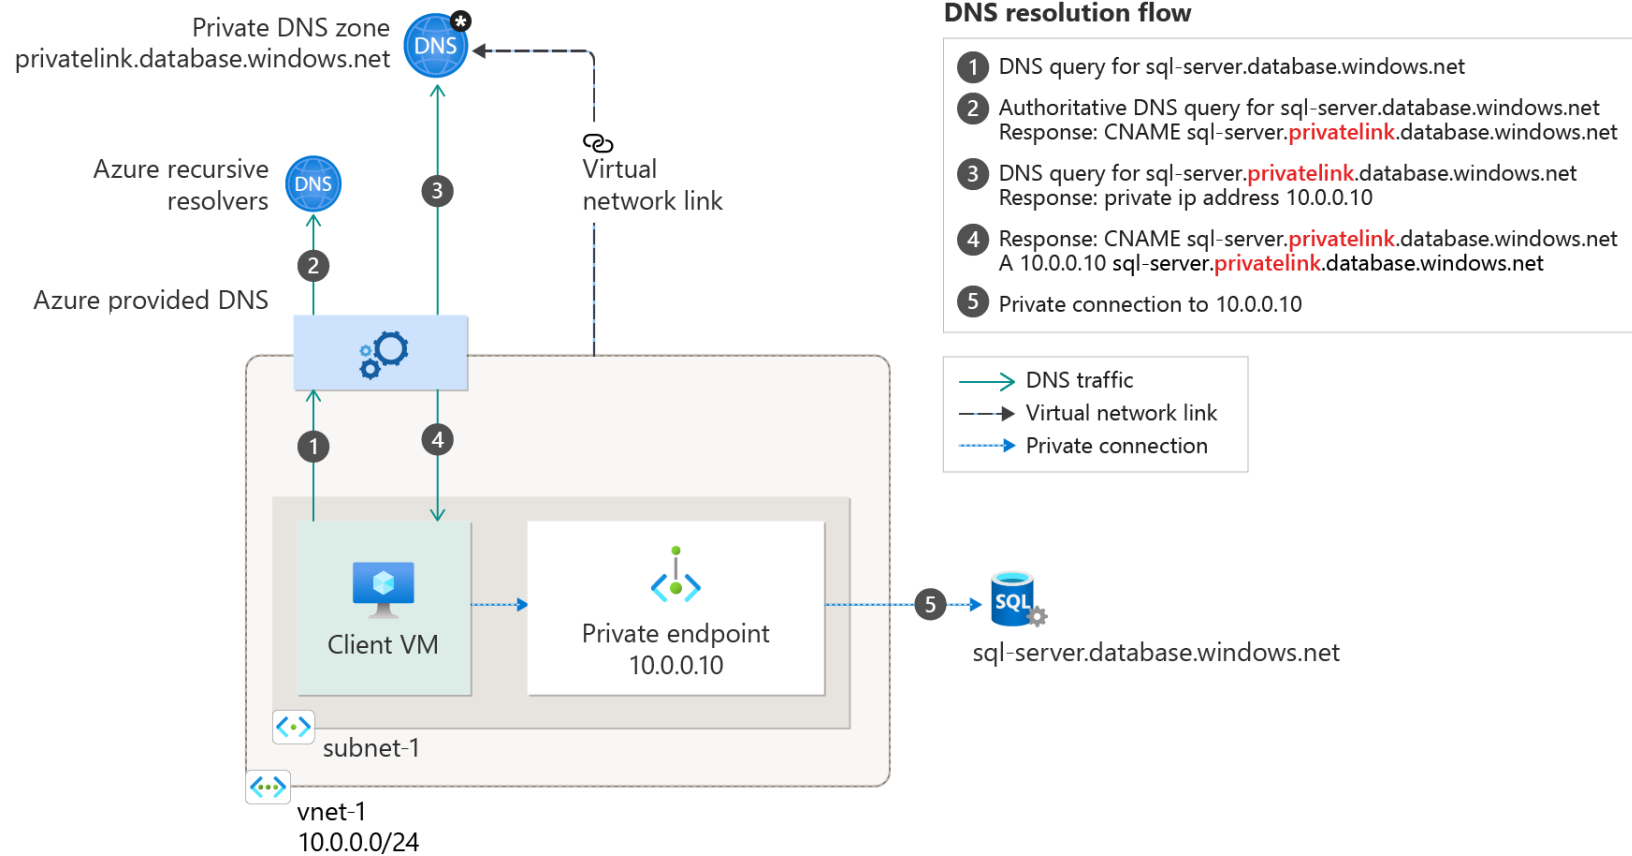 Private DNS zone
privatelink.database.windows.net
DNS
*
Azure recursive
resolvers
DNS
Virtual
network link
3
2
Azure provided DNS
1
4
Client VM
Private endpoint
10.0.0.10
5
SQL
sql-server.database.windows.net
subnet-1
vnet-1
10.0.0.0/24
DNS resolution flow
1 DNS query for sql-server.database.windows.net
2 Authoritative DNS query for sql-server.database.windows.net
Response: CNAME sql-server.privatelink.database.windows.net
3 DNS query for sql-server.privatelink.database.windows.net
Response: private ip address 10.0.0.10
4 Response: CNAME sql-server.privatelink.database.windows.net
A 10.0.0.10 sql-server.privatelink.database.windows.net
5 Private connection to 10.0.0.10
DNS traffic
Virtual network link
Private connection